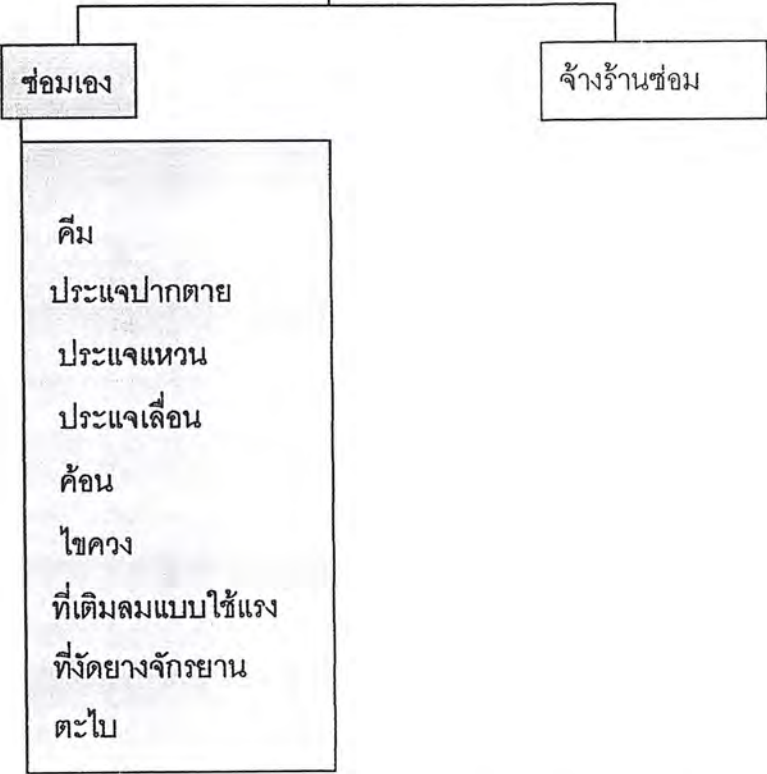 ซ่อมเอง
จ้างร้านซ่อม
คีม
ประแจปากตาย
ประแจแหวน
ประแจเลื่อน
ค้อน
ไขควง
ที่เติมลมแบบใช้แรง
ที่งัดยางจักรยาน
ตะไบ